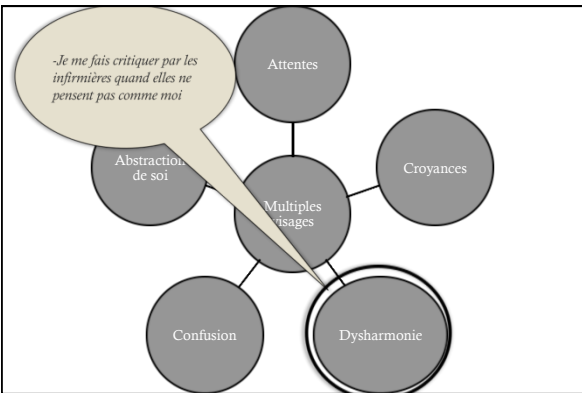 -Je me fais critiquer par les
infirmières quand elles ne
pensent pas comme moi
Attentes
Abstraction
de soi
Croyances
Multiples
visages
Confusion
Dysharmonie